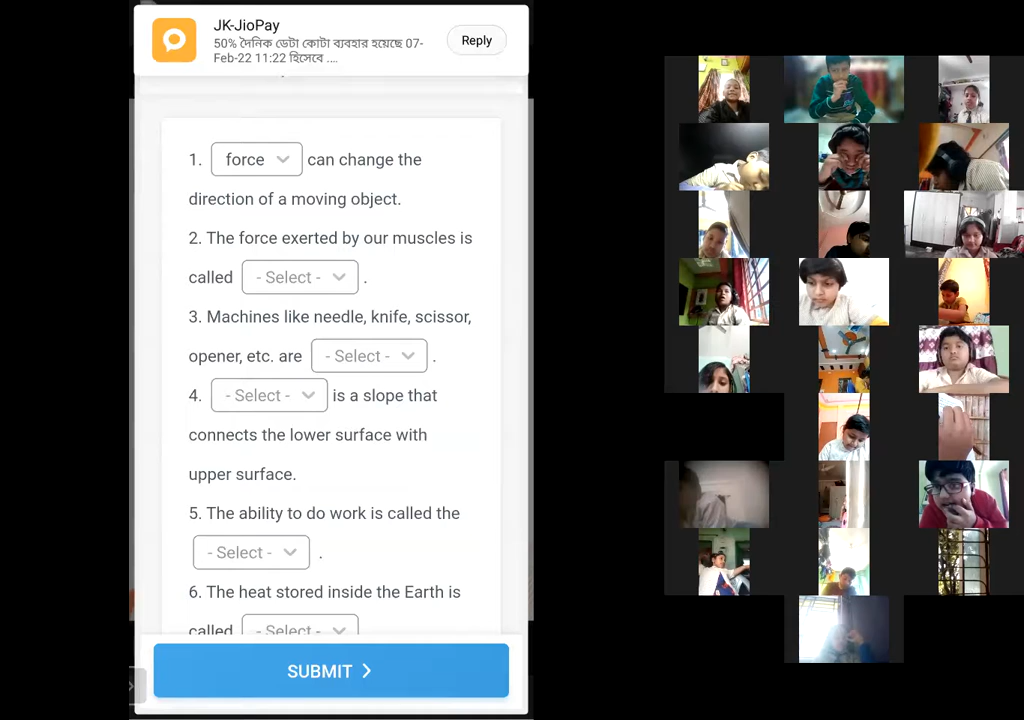 JK-JioPay
50% দৈনিক ডেটা কোটা ব্যবহার হয়েছে 07-
Feb-22 11:22 হিসেবে ....
Reply
1. force can change the
direction of a moving object.
2. The force exerted by our muscles is
called - Select - .
3. Machines like needle, knife, scissor,
opener, etc. are - Select - .
4. - Select - is a slope that
connects the lower surface with
upper surface.
5. The ability to do work is called the
- Select - .
6. The heat stored inside the Earth is
called - Select -
SUBMIT